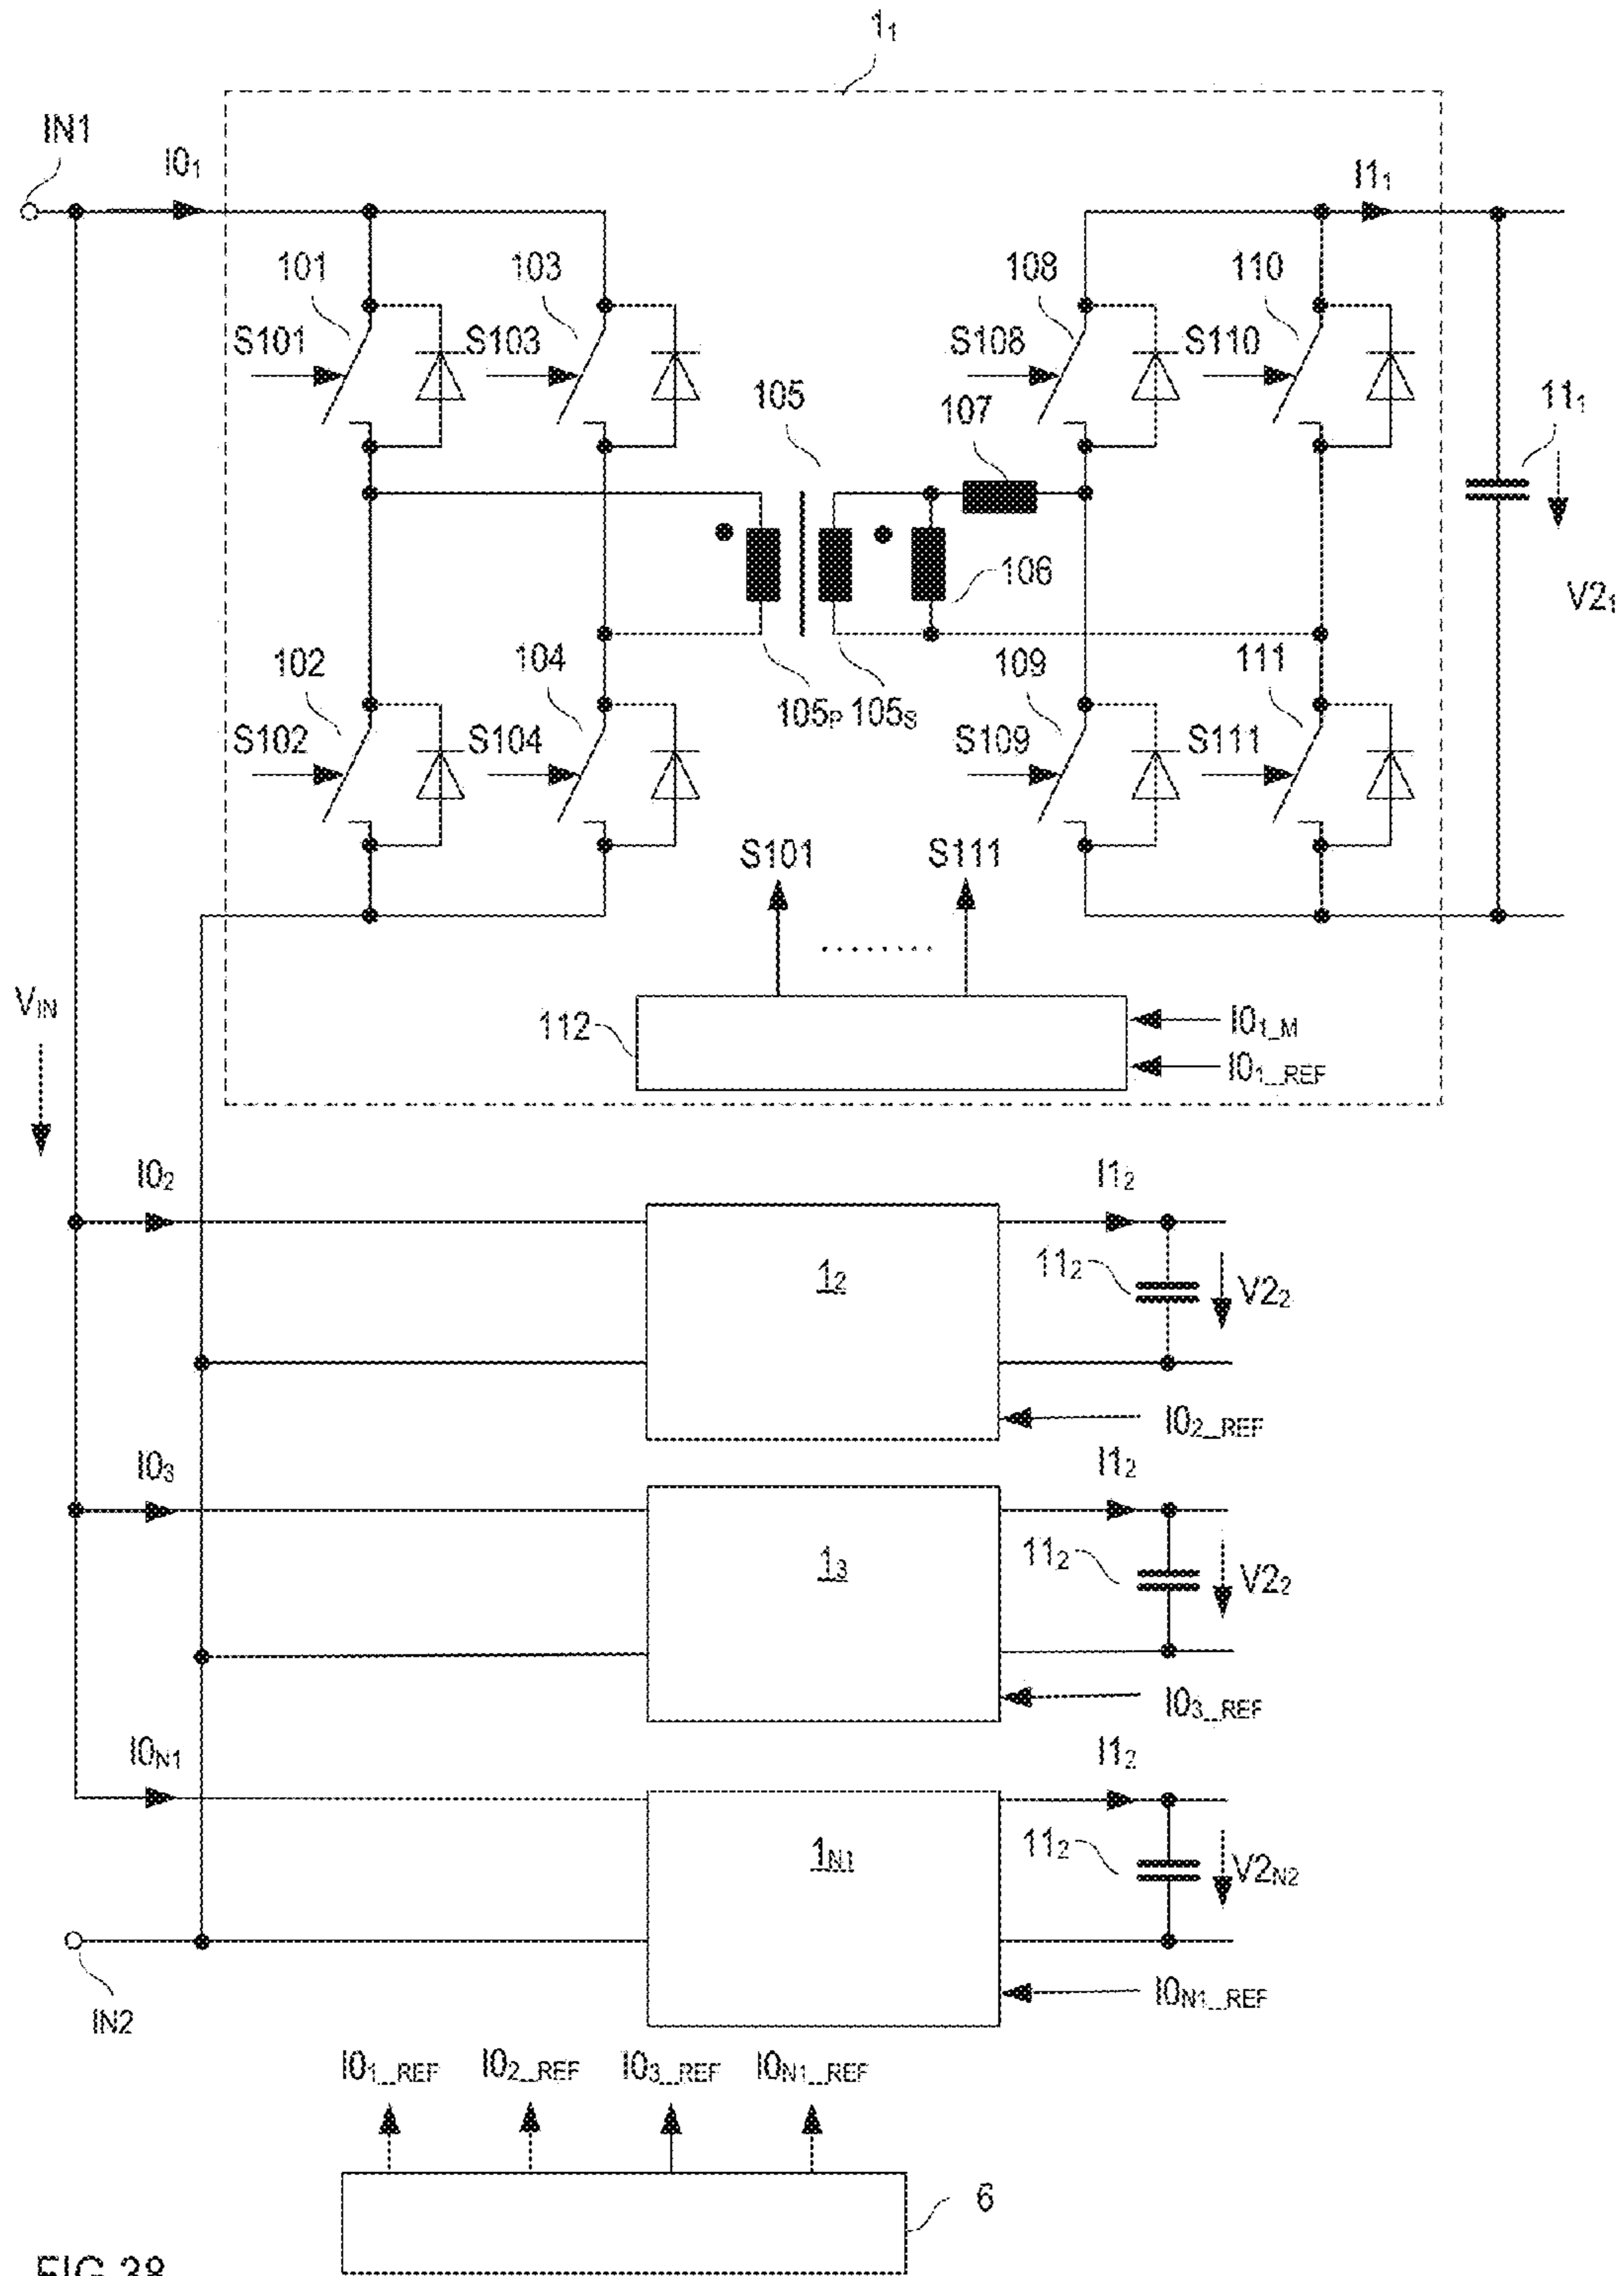 1₁
IN1
I0₁
I1₁
101
103
108
110
S101
S103
S108
S110
105
107
11₁
106
V2₁
102
104
109
111
105P 105S
S102
S104
S109
S111
S101
S111
........
VIN
112
I0₁_M
I0₁_REF
I0₂
I1₂
1₂
11₂
V2₂
I0₂_REF
I0₃
I1₂
1₃
11₂
V2₂
I0₃_REF
I0N1
I1₂
1N1
11₂
V2N2
I0N1_REF
IN2
I0₁_REF I0₂_REF I0₃_REF I0N1_REF
6
FIG 38